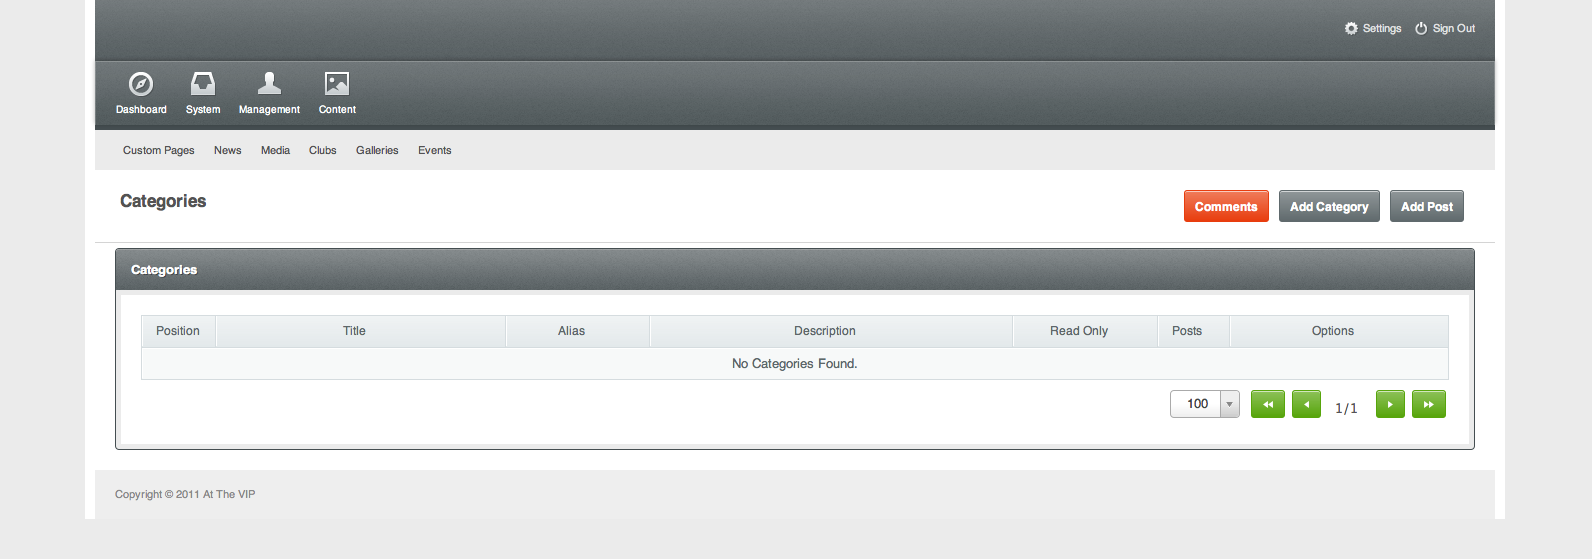 Settings Sign Out
Dashboard System Management Content
Custom Pages News Media Clubs Galleries Events
Categories
Comments Add Category Add Post
Categories
Position Title Alias Description Read Only Posts Options
No Categories Found.
100 1/1
Copyright © 2011 At The VIP